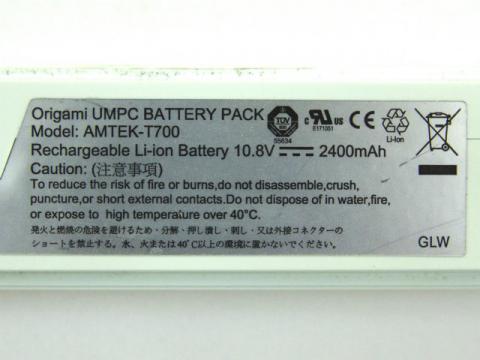 Origami UMPC BATTERY PACK
Model: AMTEK-T700
Rechargeable Li-ion Battery 10.8V 2400mAh
Caution: (注意事項)
To reduce the risk of fire or burns,do not disassemble,crush,
puncture,or short external contacts.Do not dispose of in water,fire,
or expose to high temperature over 40°C.
発火と燃焼の危険を避けるため、分解、押し潰し、刺し、又は外接コネクターの
ショートを禁事する。水、火または40℃以上の環境に置かないでください。
TÜV
55634
c UL US
E171051
CE
Li-ion
GLW